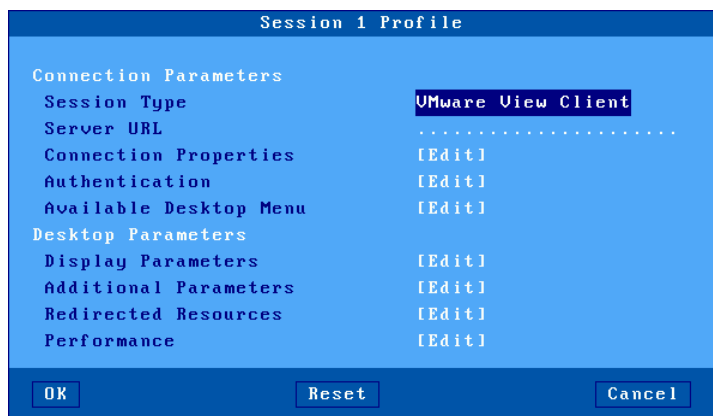 Session 1 Profile
Connection Parameters
Session Type VMware View Client
Server URL ......................
Connection Properties [Edit]
Authentication [Edit]
Available Desktop Menu [Edit]
Desktop Parameters
Display Parameters [Edit]
Additional Parameters [Edit]
Redirected Resources [Edit]
Performance [Edit]
OK Reset Cancel